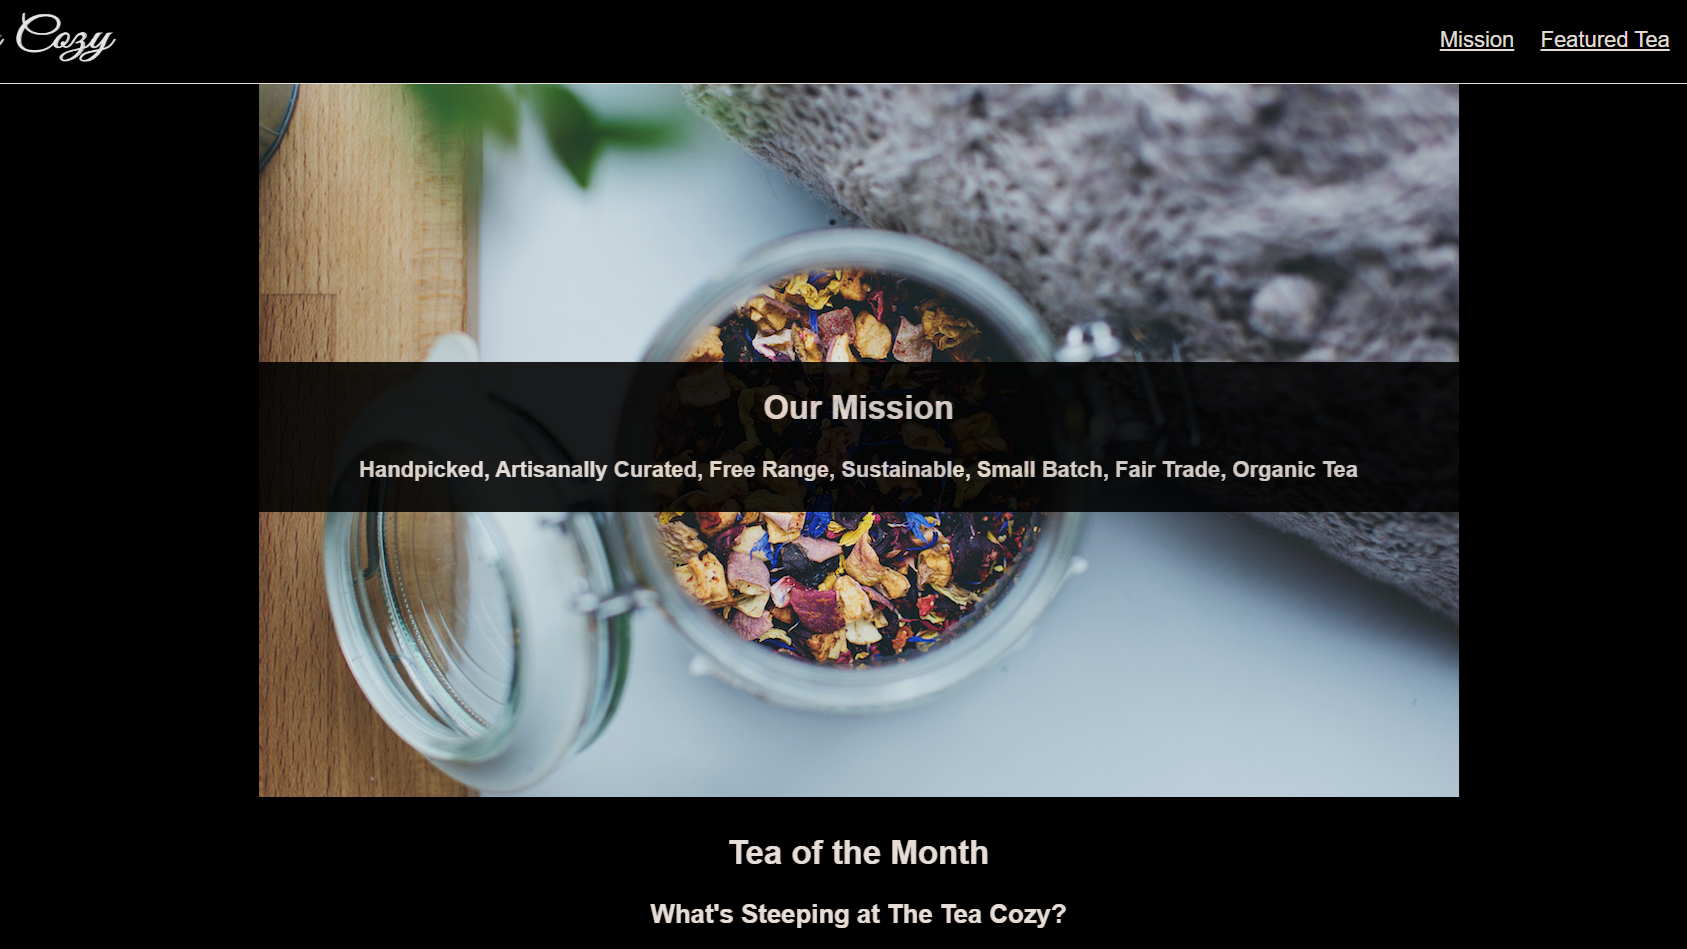 Cozy
Mission Featured Tea
Our Mission
Handpicked, Artisanally Curated, Free Range, Sustainable, Small Batch, Fair Trade, Organic Tea
Tea of the Month
What's Steeping at The Tea Cozy?